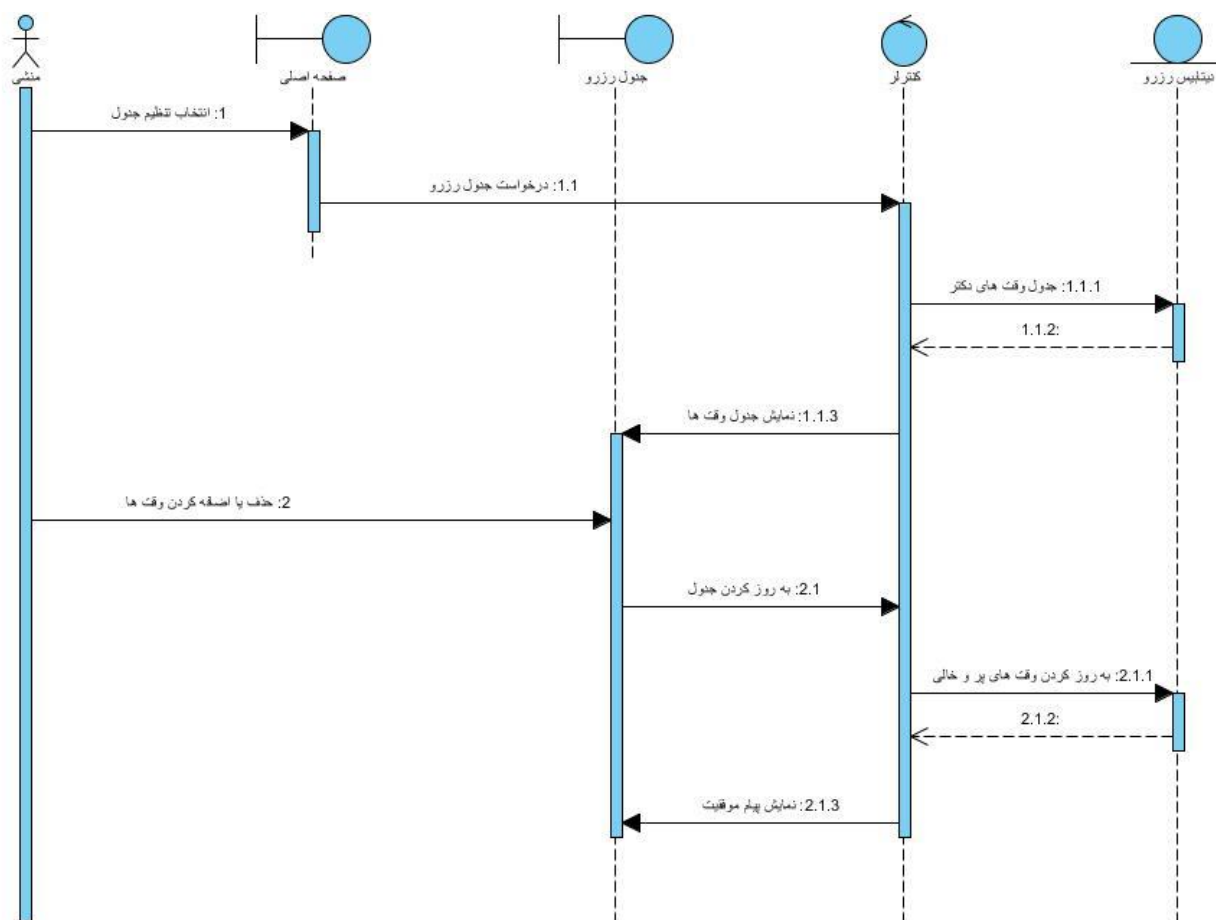 منشی
صفحه اصلی
جدول رزرو
کنترلر
دیتابیس رزرو
1: انتخاب تنظیم جدول
1.1: درخواست جدول رزرو
1.1.1: جدول وقت های دکتر
1.1.2:
1.1.3: نمایش جدول وقت ها
2: حذف یا اضافه کردن وقت ها
2.1: به روز کردن جدول
2.1.1: به روز کردن وقت های پر و خالی
2.1.2:
2.1.3: نمایش پیام موفقیت